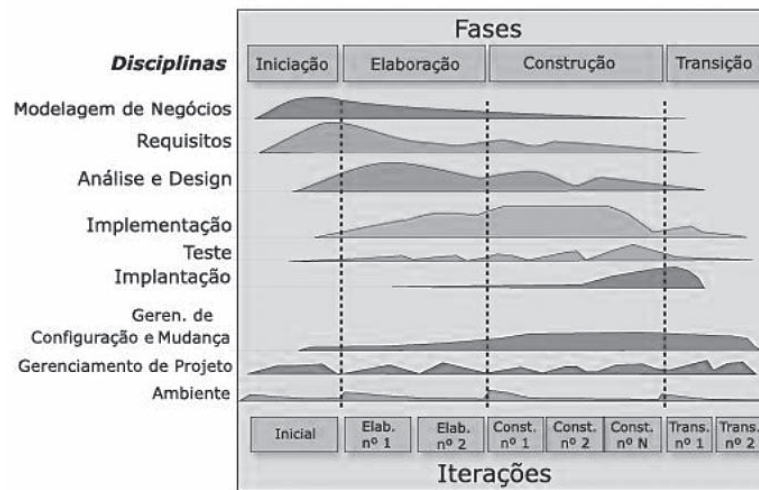 Fases
Disciplinas
Iniciação Elaboração Construção Transição
Modelagem de Negócios
Requisitos
Análise e Design
Implementação
Teste
Implantação
Geren. de
Configuração e Mudança
Gerenciamento de Projeto
Ambiente
Inicial
Elab.
nº 1
Elab.
nº 2
Const.
nº 1
Const.
nº 2
Const.
nº N
Trans.
nº 1
Trans.
nº 2
Iterações